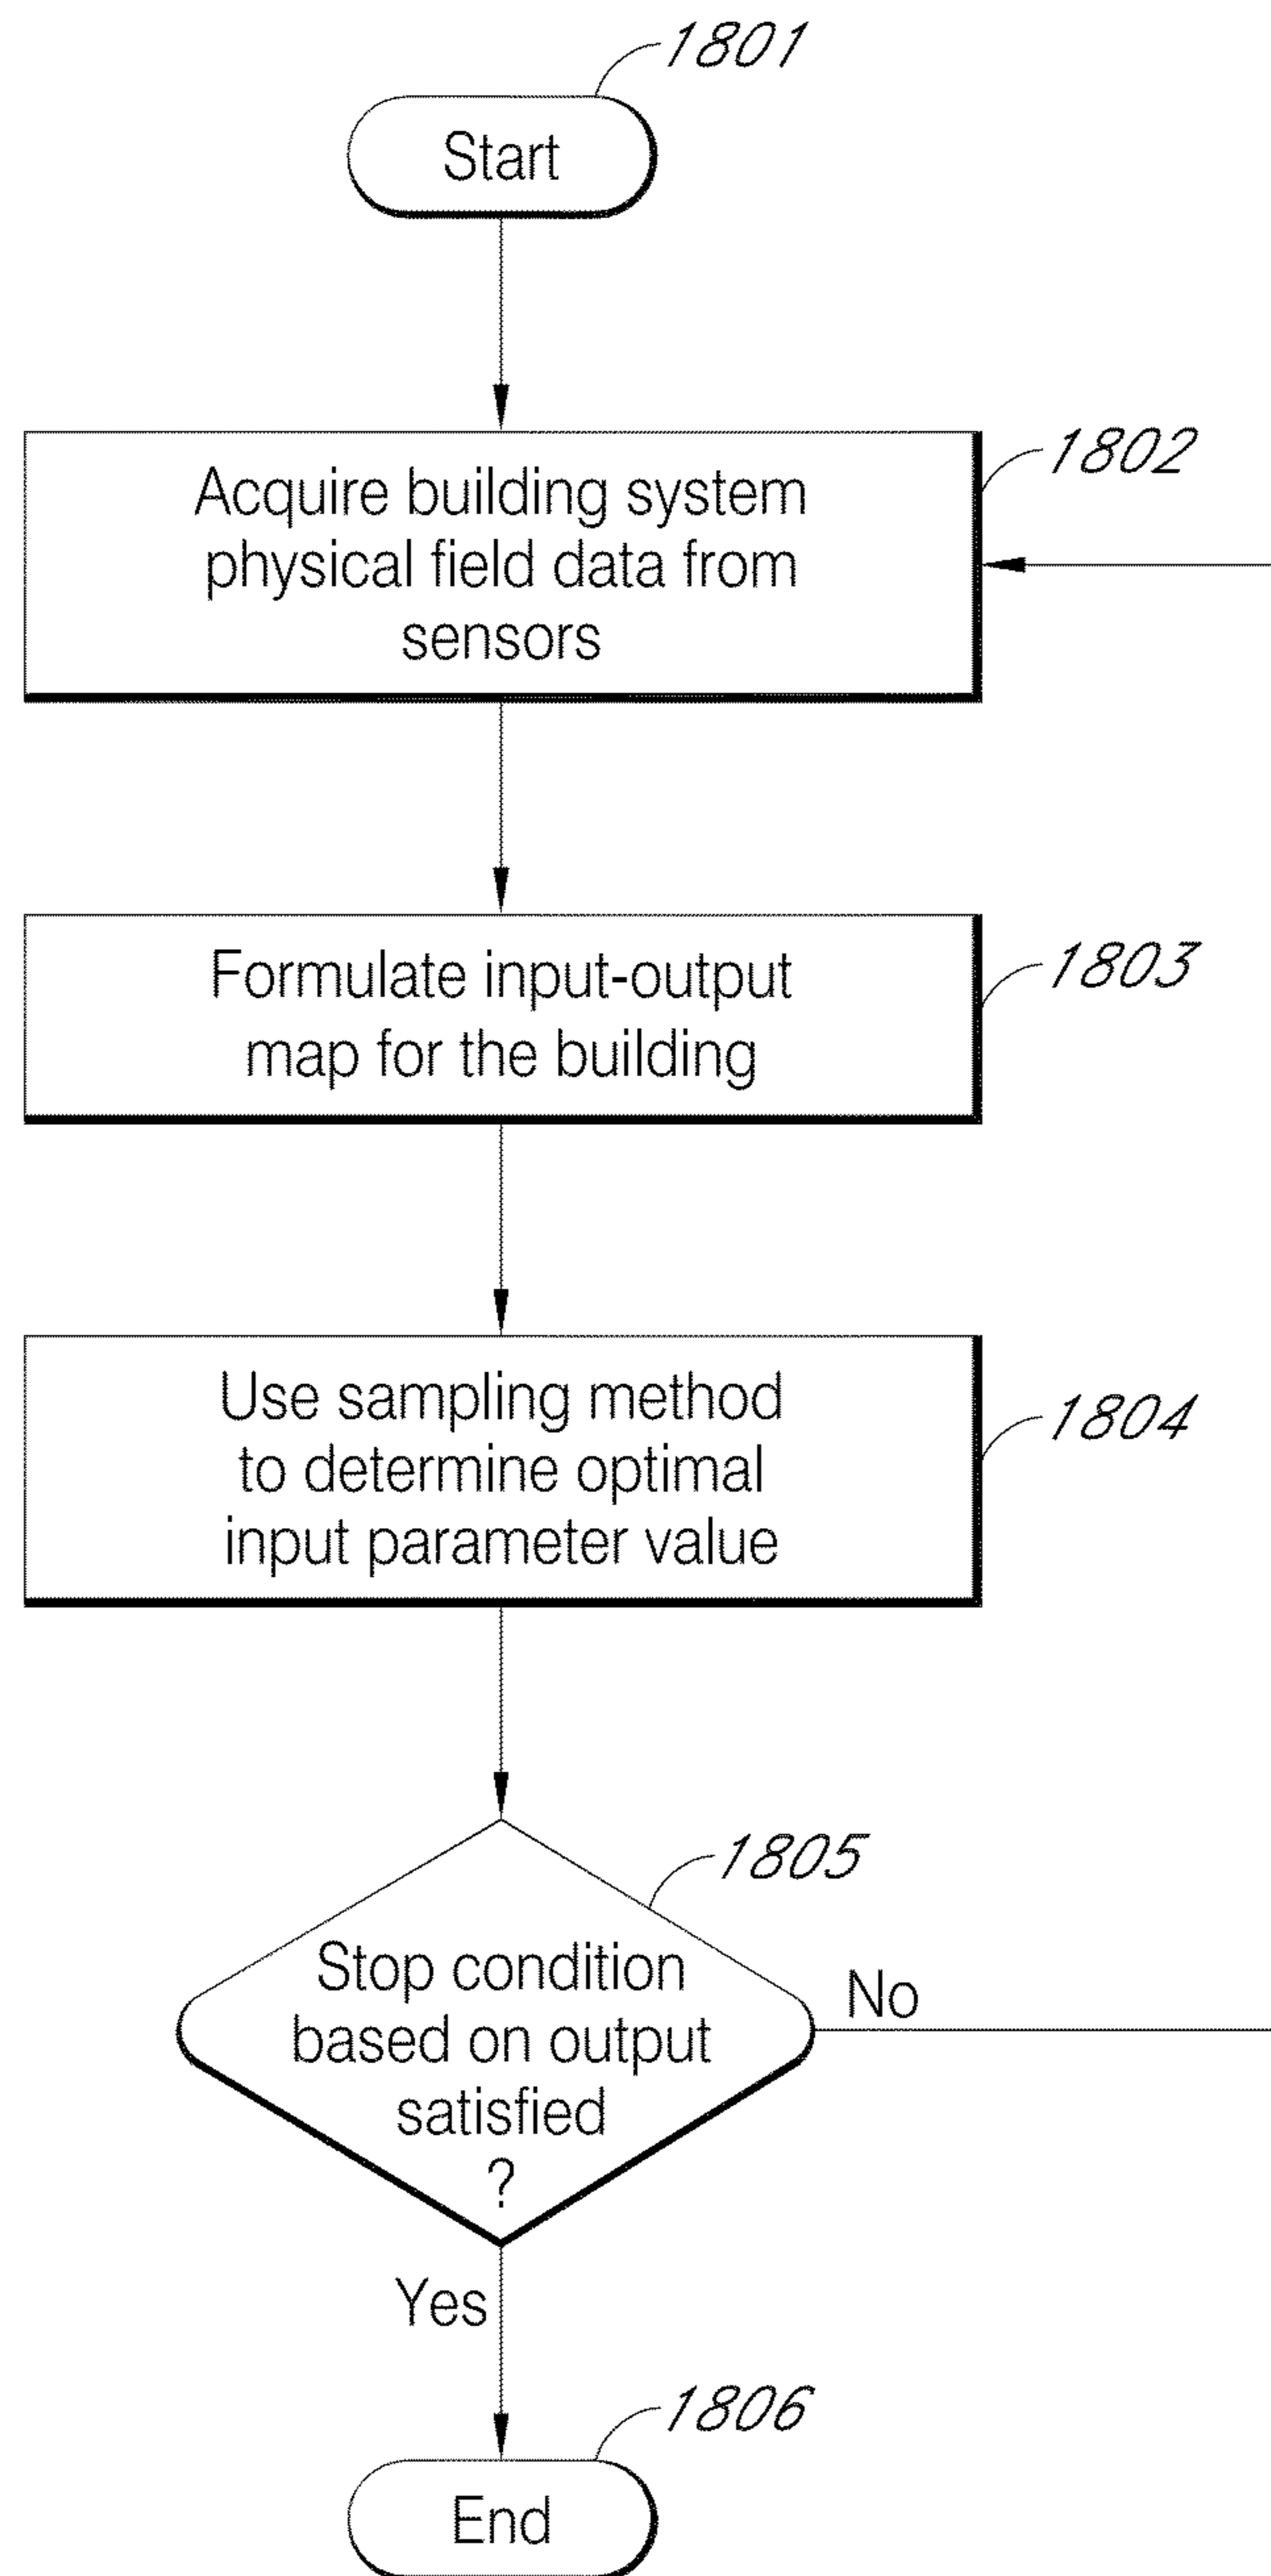 1801
Start
1802
Acquire building system
physical field data from
sensors
1803
Formulate input-output
map for the building
1804
Use sampling method
to determine optimal
input parameter value
1805
Stop condition
based on output
satisfied
?
No
Yes
1806
End